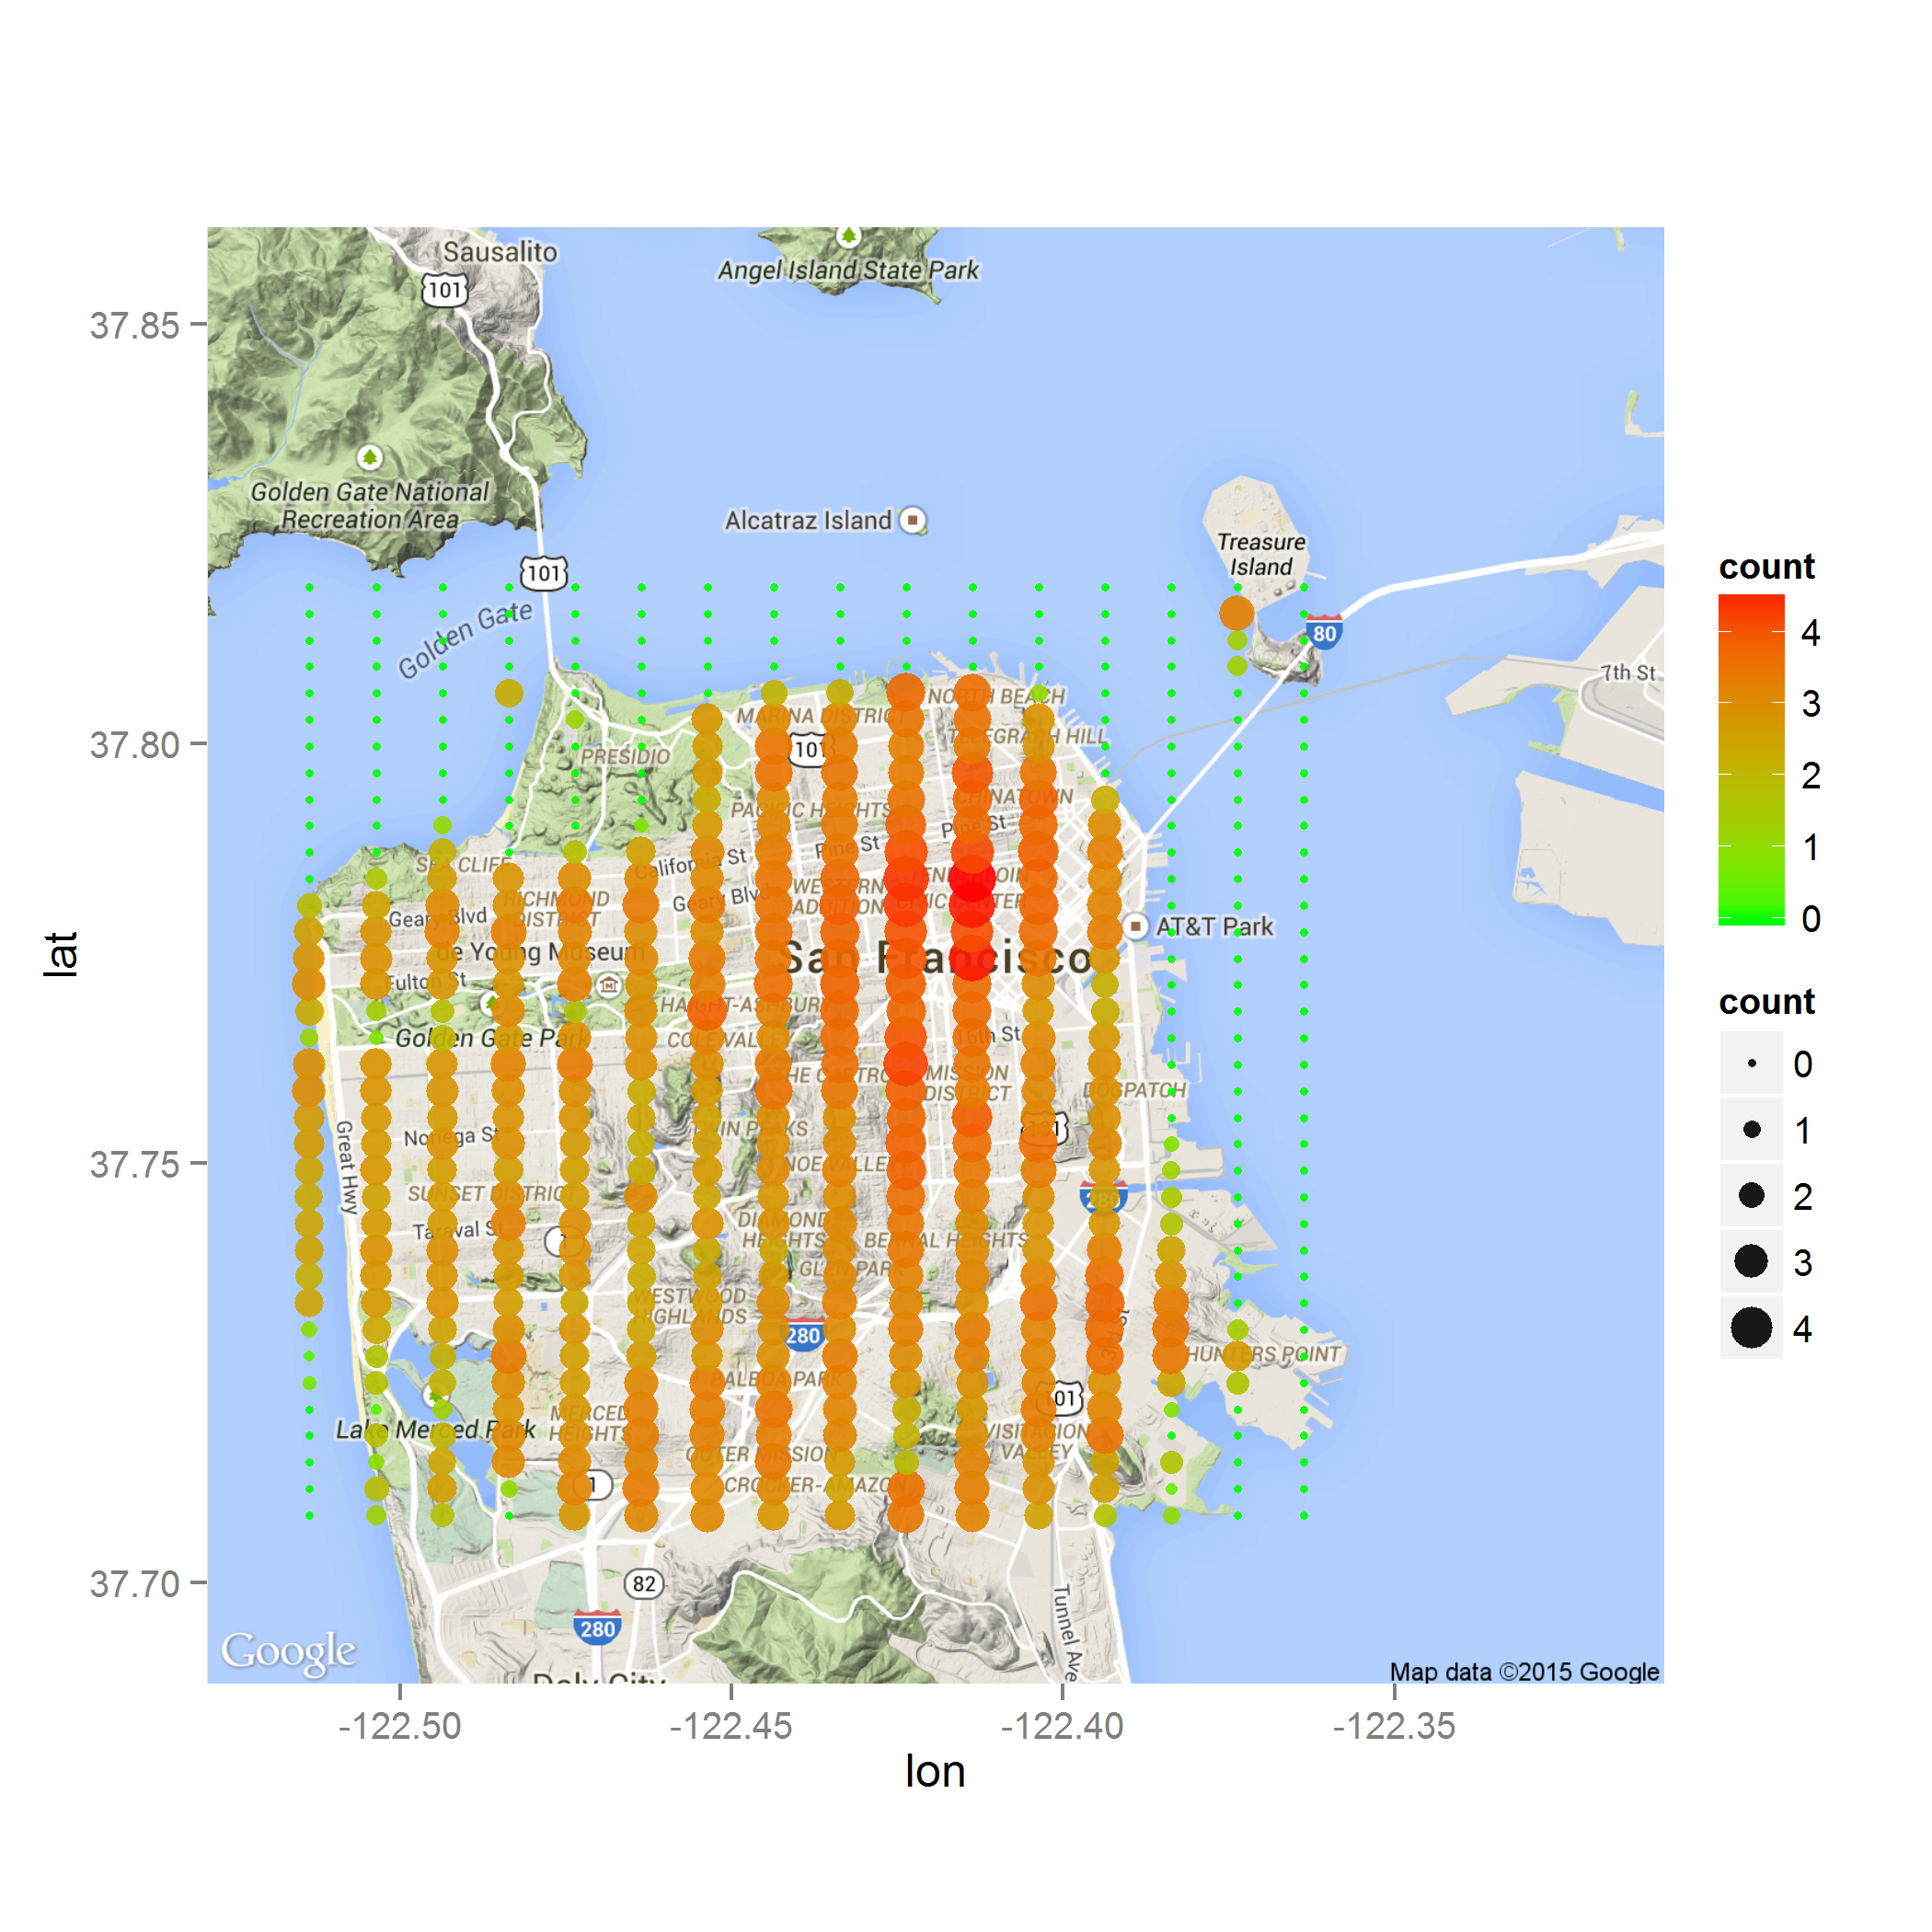 Sausalito
101
Angel Island State Park
37.85
Golden Gate National
Recreation Area
Alcatraz Island
Treasure
Island
101
Golden Gate
80
7th St
NORTH BEACH
MARINA DISTRICT
TELEGRAPH HILL
37.80
101
PRESIDIO
PACIFIC HEIGHTS
CHINATOWN
Pine St
Pine St
California St
SEA CLIFF
TENDERLOIN
WESTERN
ADDITION
CIVIC CENTER
RICHMOND
DISTRICT
Geary Blvd
Geary Blvd
AT&T Park
de Young Museum
San Francisco
Fulton St
HAIGHT-ASHBURY
Golden Gate Park
COLE VALLEY
16th St
THE CASTRO
MISSION
DISTRICT
DOGPATCH
Great Hwy
Noriega St
TWIN PEAKS
101
37.75
NOE VALLEY
SUNSET DISTRICT
280
Taraval St
1
DIAMOND
HEIGHTS
BERNAL HEIGHTS
GLEN PARK
WESTWOOD
HIGHLANDS
280
3rd St
HUNTERS POINT
BALBOA PARK
101
Lake Merced Park
MERCED
HEIGHTS
VISITACION
VALLEY
OUTER MISSION
1
CROCKER-AMAZON
37.70
82
280
Tunnel Ave
Google
Daly City
Map data ©2015 Google
-122.50
-122.45
-122.40
-122.35
lon
lat
count
4
3
2
1
0
count
0
1
2
3
4